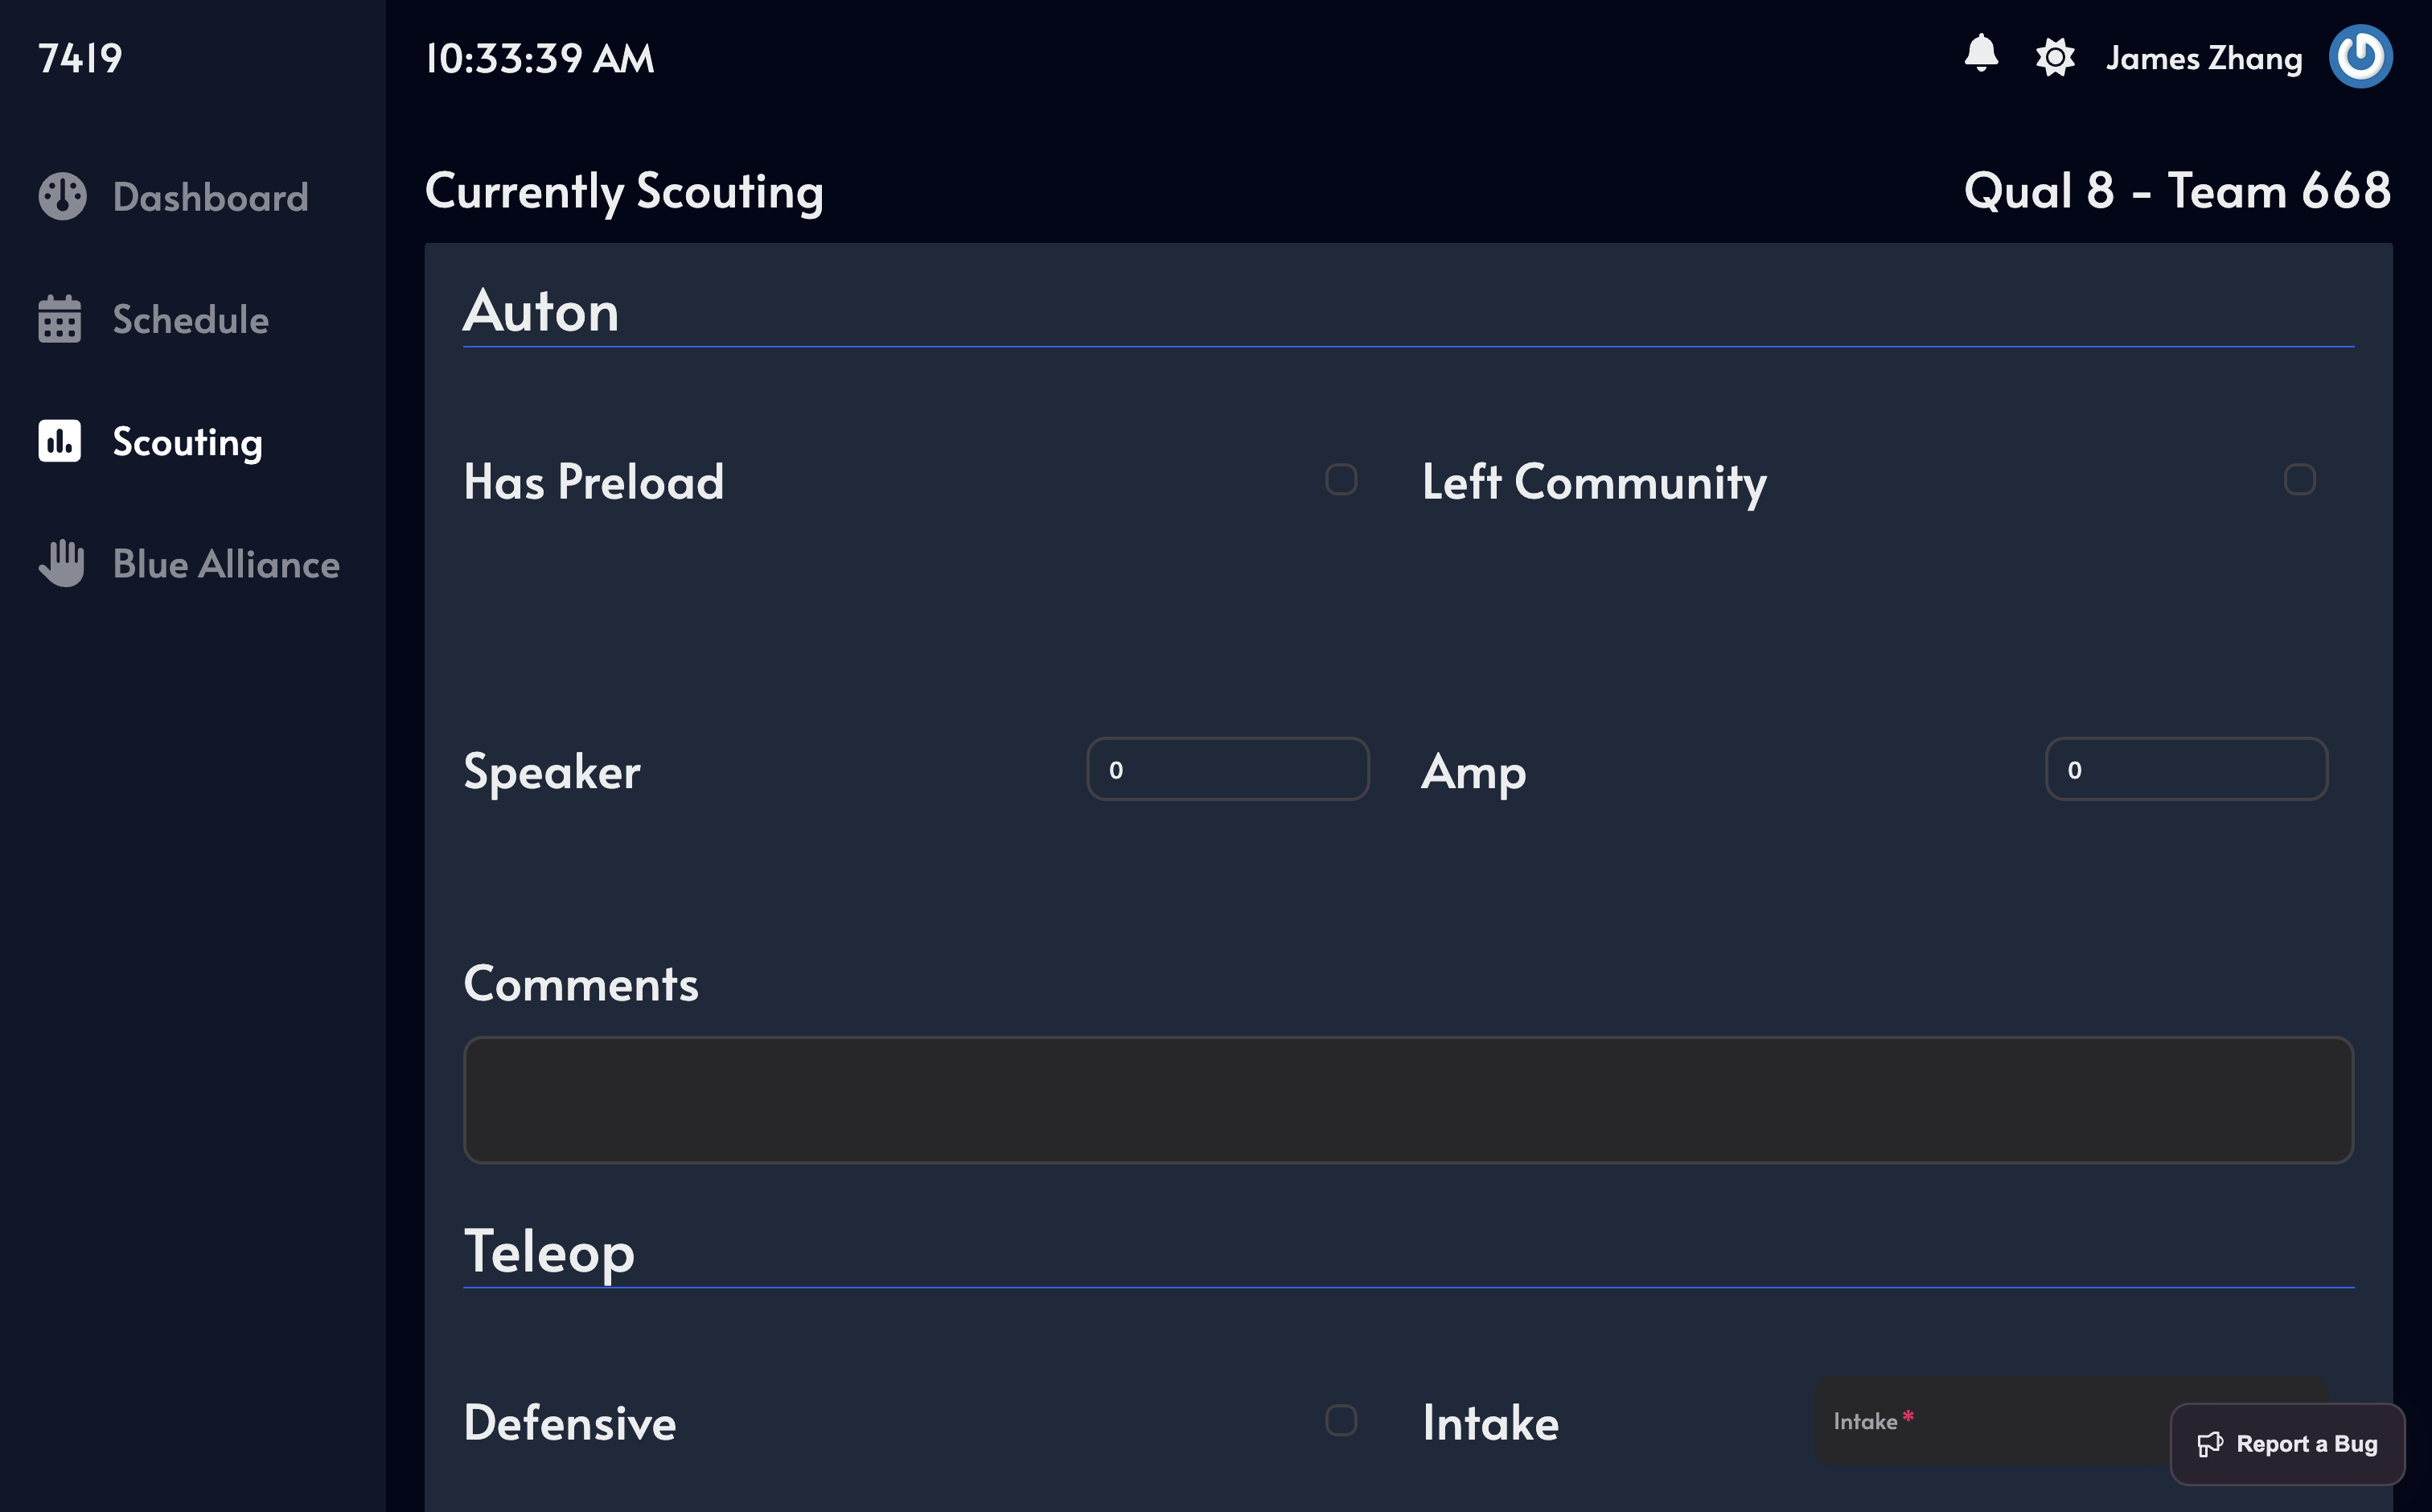 7419
10:33:39 AM
James Zhang
Dashboard
Schedule
Scouting
Blue Alliance
Currently Scouting
Qual 8 - Team 668
Auton
Has Preload
Left Community
Speaker
0
Amp
0
Comments
Teleop
Defensive
Intake
Intake *
Report a Bug